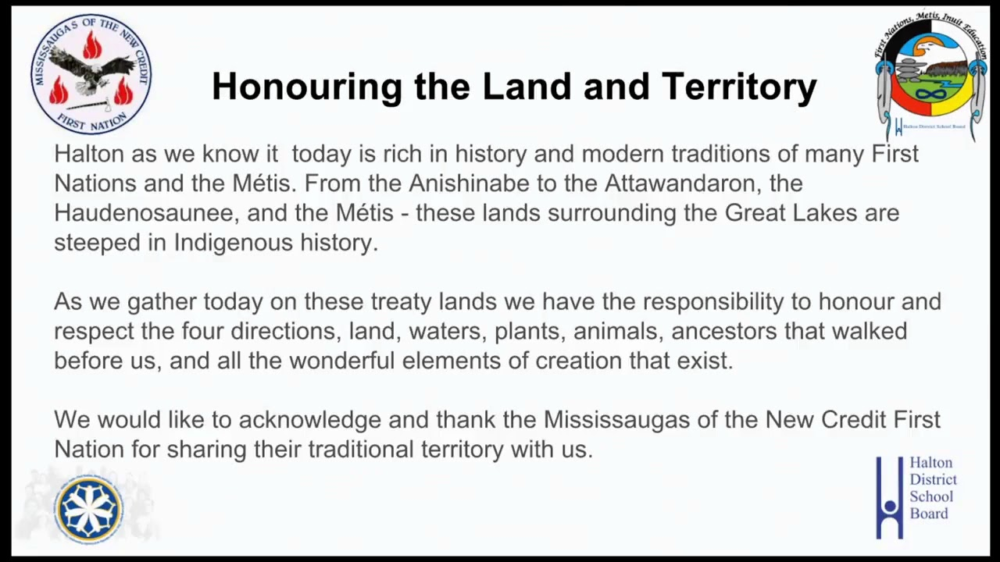 MISSISSAUGAS OF THE NEW CREDIT
FIRST NATION
First Nations, Metis, Inuit Education
Halton District School Board
Honouring the Land and Territory
Halton as we know it  today is rich in history and modern traditions of many First
Nations and the Métis. From the Anishinabe to the Attawandaron, the
Haudenosaunee, and the Métis - these lands surrounding the Great Lakes are
steeped in Indigenous history.
As we gather today on these treaty lands we have the responsibility to honour and
respect the four directions, land, waters, plants, animals, ancestors that walked
before us, and all the wonderful elements of creation that exist.
We would like to acknowledge and thank the Mississaugas of the New Credit First
Nation for sharing their traditional territory with us.
Halton
District
School
Board